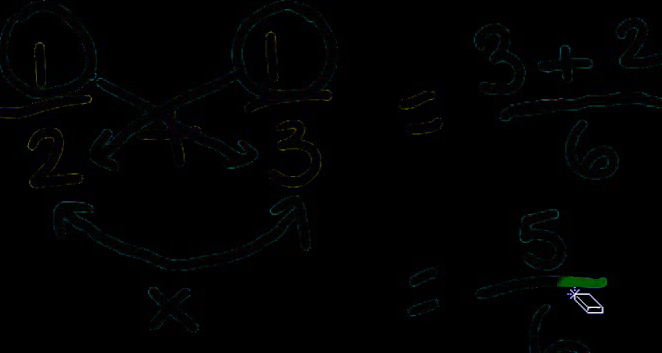 1/2 + 1/3 = 3+2/6
×
= 5/6